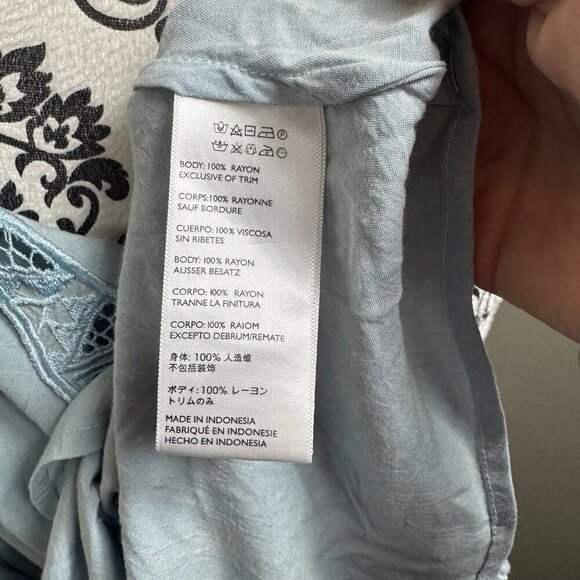 BODY: 100% RAYON
EXCLUSIVE OF TRIM
CORPS:100% RAYONNE
SAUF BORDURE
CUERPO: 100% VISCOSA
SIN RIBETES
BODY: 100% RAYON
AUSSER BESATZ
CORPO: 100% RAYON
TRANNE LA FINITURA
CORPO: 100% RAIOM
EXCEPTO DEBRUM/REMATE
身体: 100% 人造维
不包括装饰
ボディ: 100% レーヨン
トリムのみ
MADE IN INDONESIA
FABRIQUÉ EN INDONESIE
HECHO EN INDONESIA